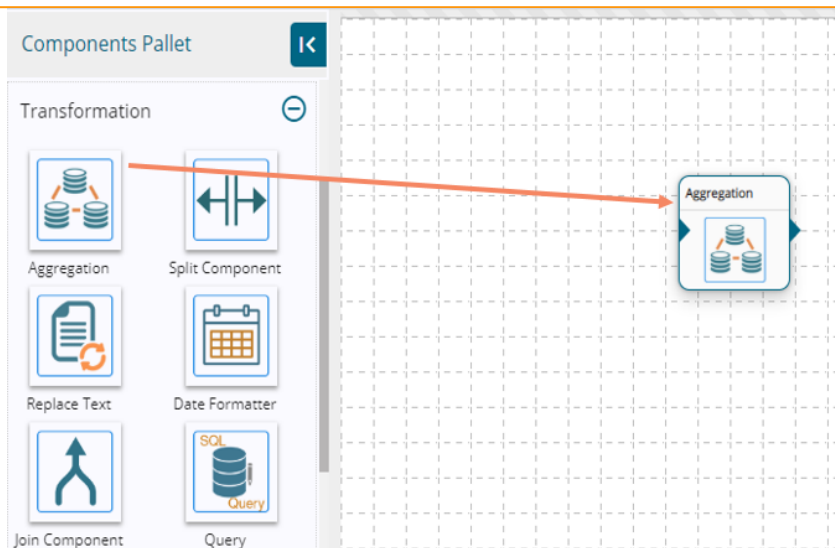 Components Pallet
Transformation
Aggregation
Aggregation
Split Component
Replace Text
Date Formatter
SQL
Query
Join Component
Query